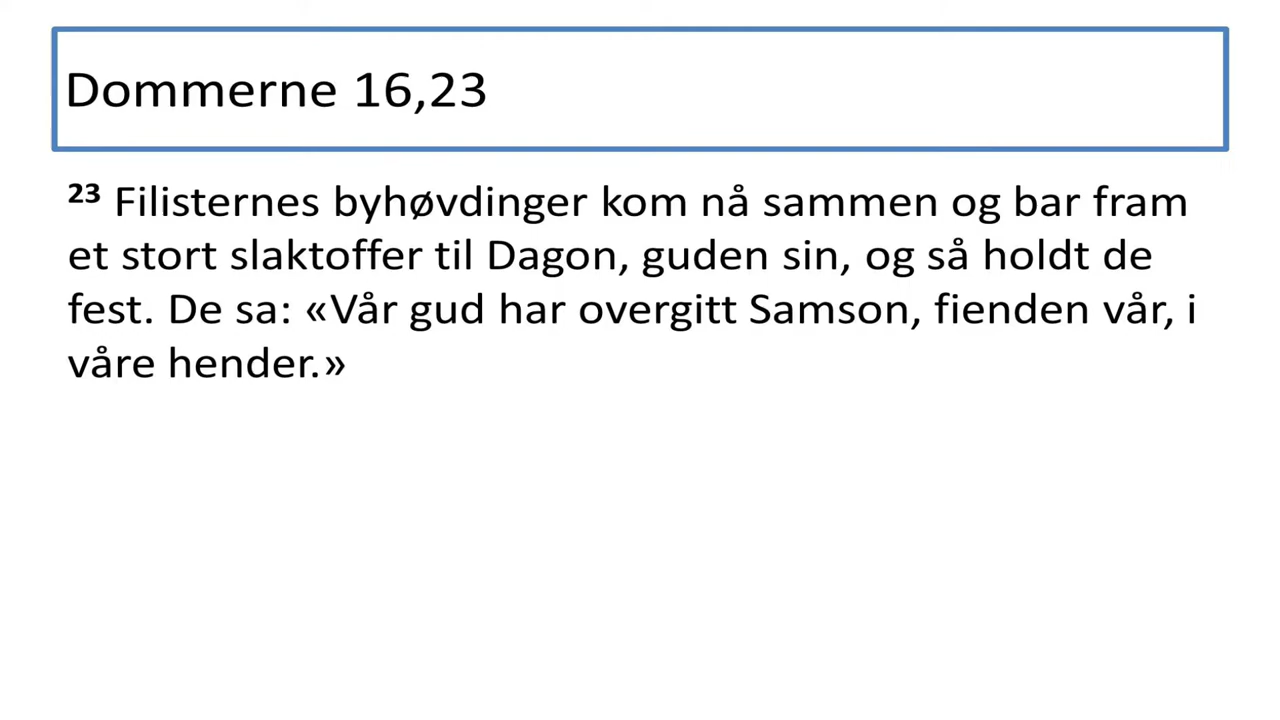 Dommerne 16,23
23 Filisternes byhøvdinger kom nå sammen og bar fram
et stort slaktoffer til Dagon, guden sin, og så holdt de
fest. De sa: «Vår gud har overgitt Samson, fienden vår, i
våre hender.»